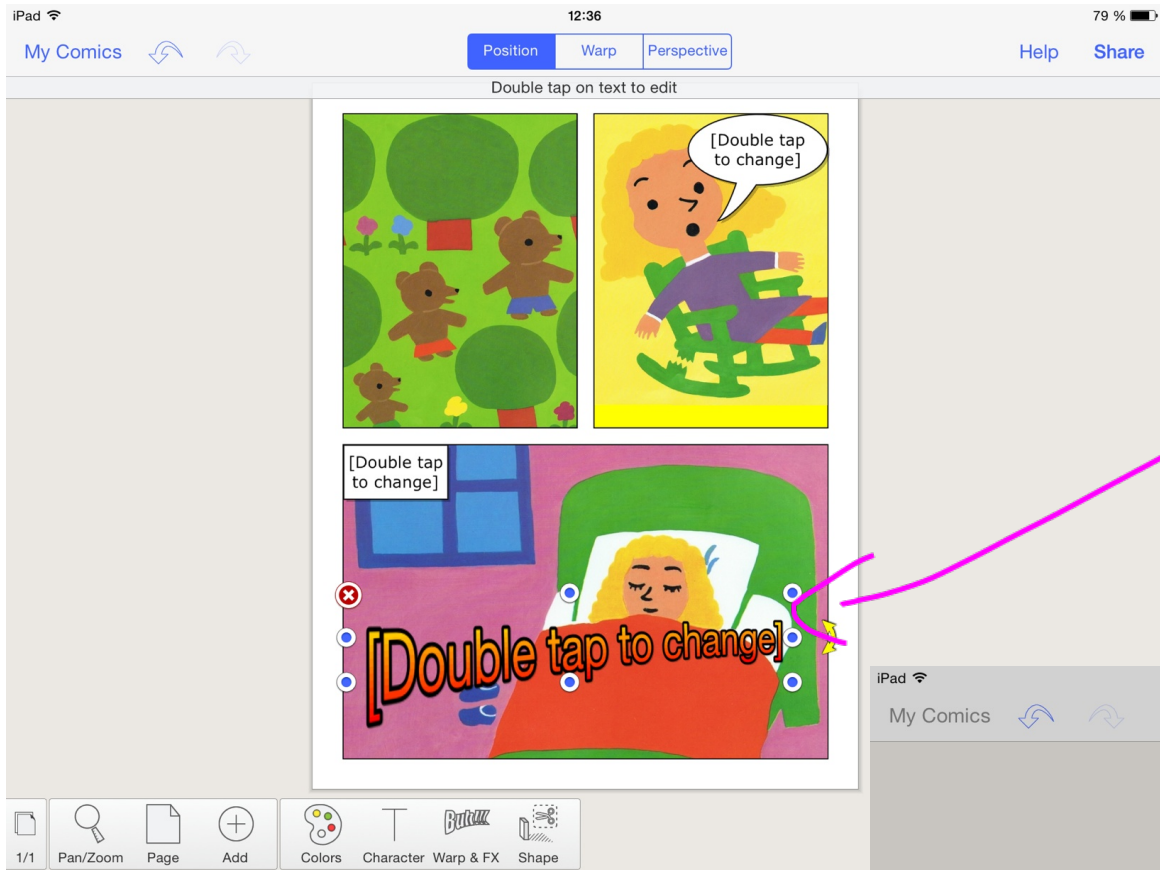 iPad
12:36
79 %
My Comics
Position
Warp
Perspective
Help
Share
Double tap on text to edit
[Double tap
to change]
[Double tap
to change]
[Double tap to change]
iPad
My Comics
1/1
Pan/Zoom
Page
Add
Colors
Character
But!!!
Warp & FX
Shape